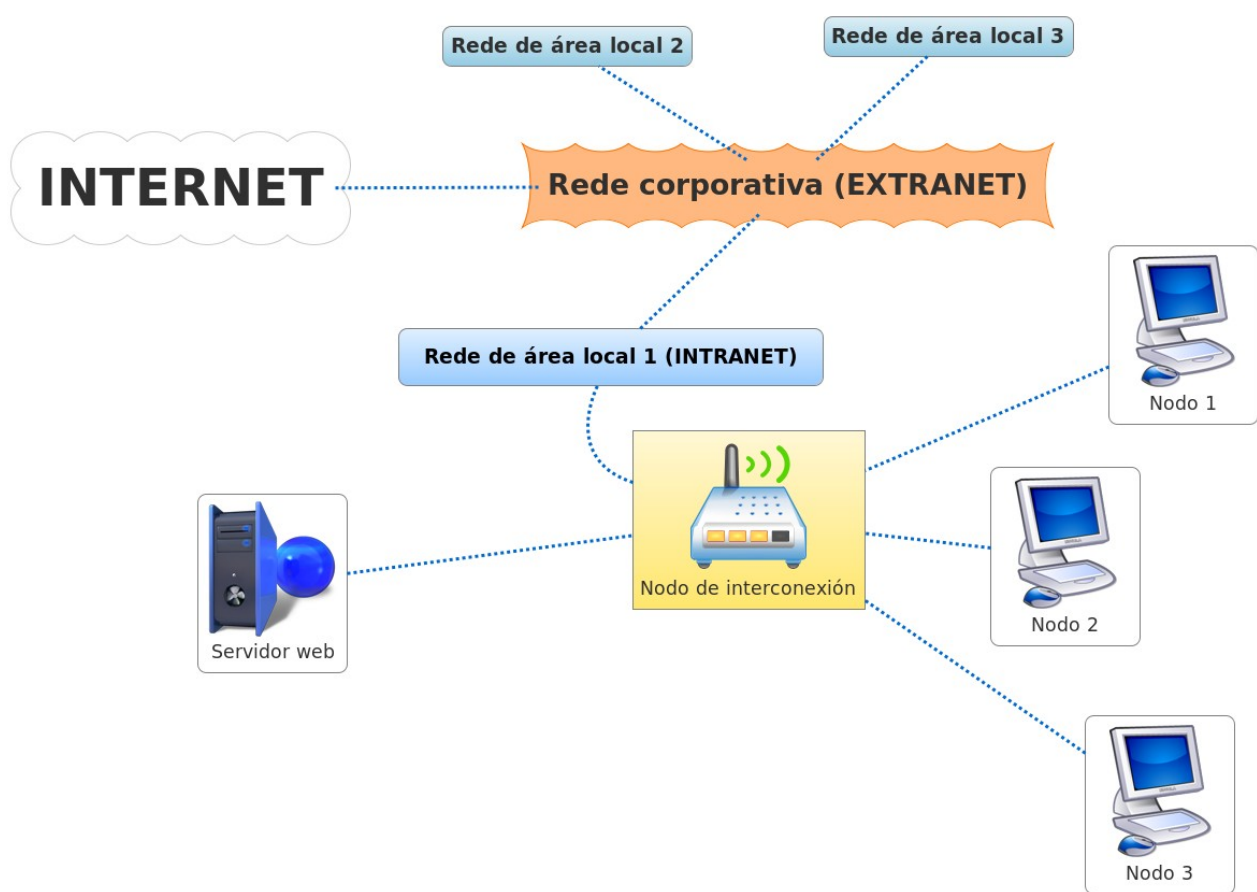 Rede de área local 2
Rede de área local 3
INTERNET
Rede corporativa (EXTRANET)
Rede de área local 1 (INTRANET)
Nodo 1
Nodo de interconexión
Nodo 2
Servidor web
Nodo 3